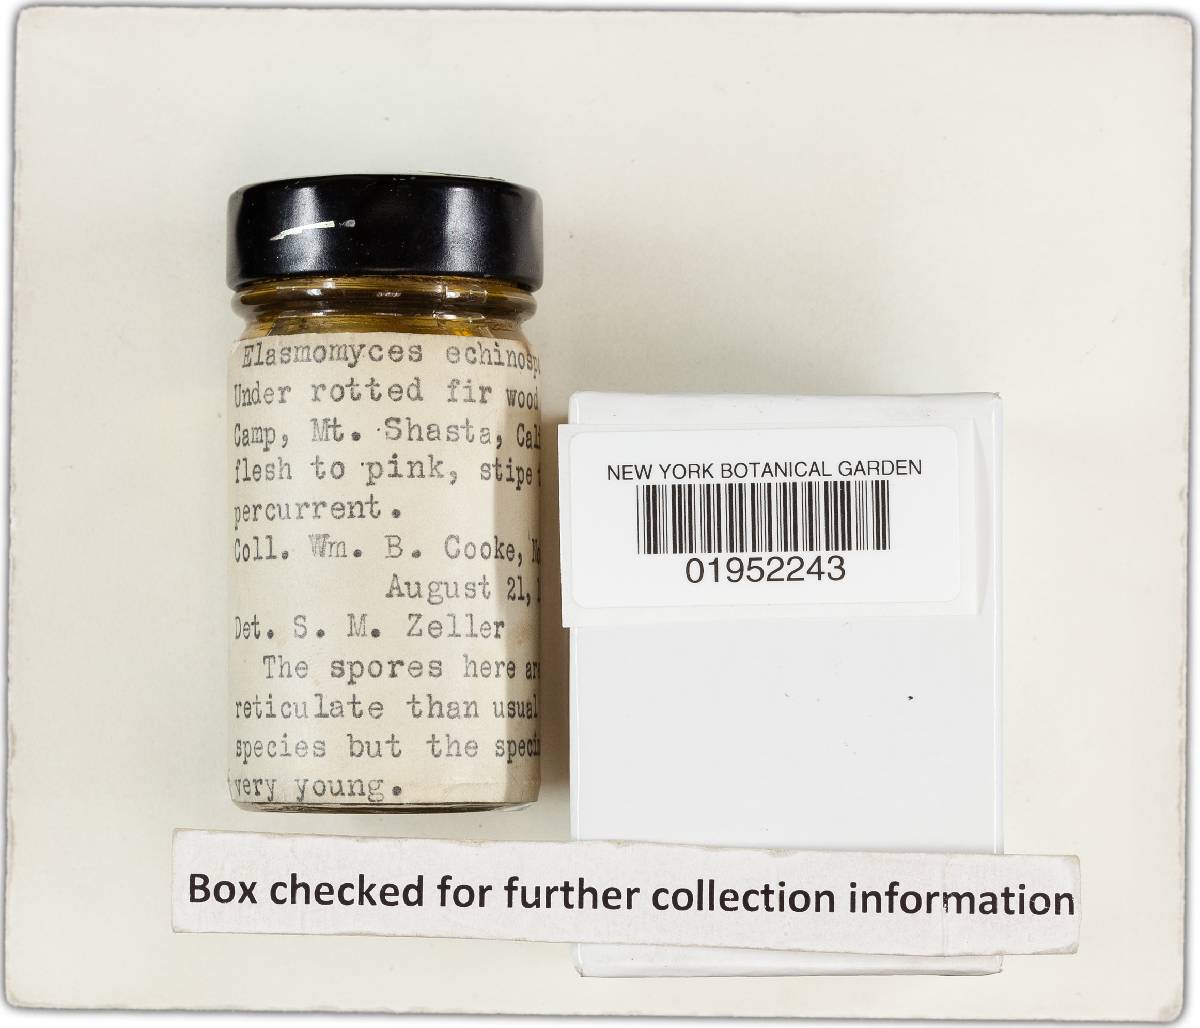 Elasmomyces
Under rotted fir wood
Camp, Mt. Shasta,
flesh to pink, stipe
percurrent.
Coll. Wm. B. Cooke,
August 21,
Det. S. M. Zeller
The spores here
reticulate than usual
species but the
very young.
NEW YORK BOTANICAL GARDEN
01952243
Box checked for further collection information